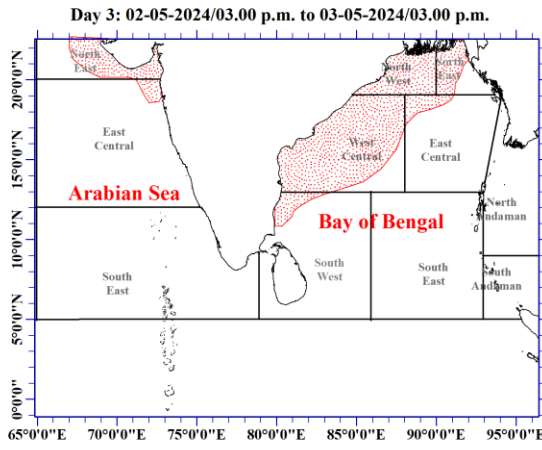 Day 3: 02-05-2024/03.00 p.m. to 03-05-2024/03.00 p.m.
North
East
North
West
North
East
20°0'0"N
East
Central
West
Central
East
Central
15°0'0"N
Arabian Sea
Bay of Bengal
North
Andaman
10°0'0"N
South
East
South
West
South
East
South
Andaman
5°0'0"N
0°0'0"
65°0'0"E
70°0'0"E
75°0'0"E
80°0'0"E
85°0'0"E
90°0'0"E
95°0'0"E